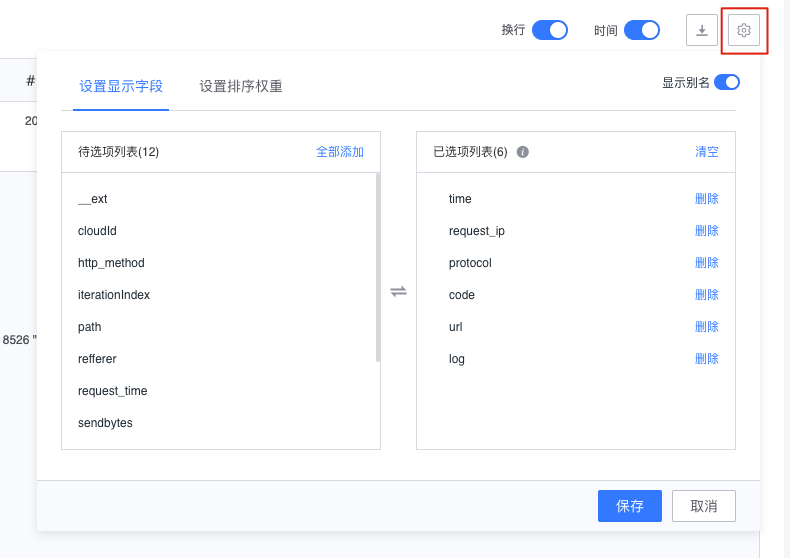 换行
时间
#
设置显示字段
设置排序权重
显示别名
20
待选项列表(12)
全部添加
已选项列表(6)
清空
__ext
cloudId
http_method
iterationIndex
path
refferer
request_time
sendbytes
time
删除
request_ip
删除
protocol
删除
code
删除
url
删除
log
删除
8526 "
保存
取消